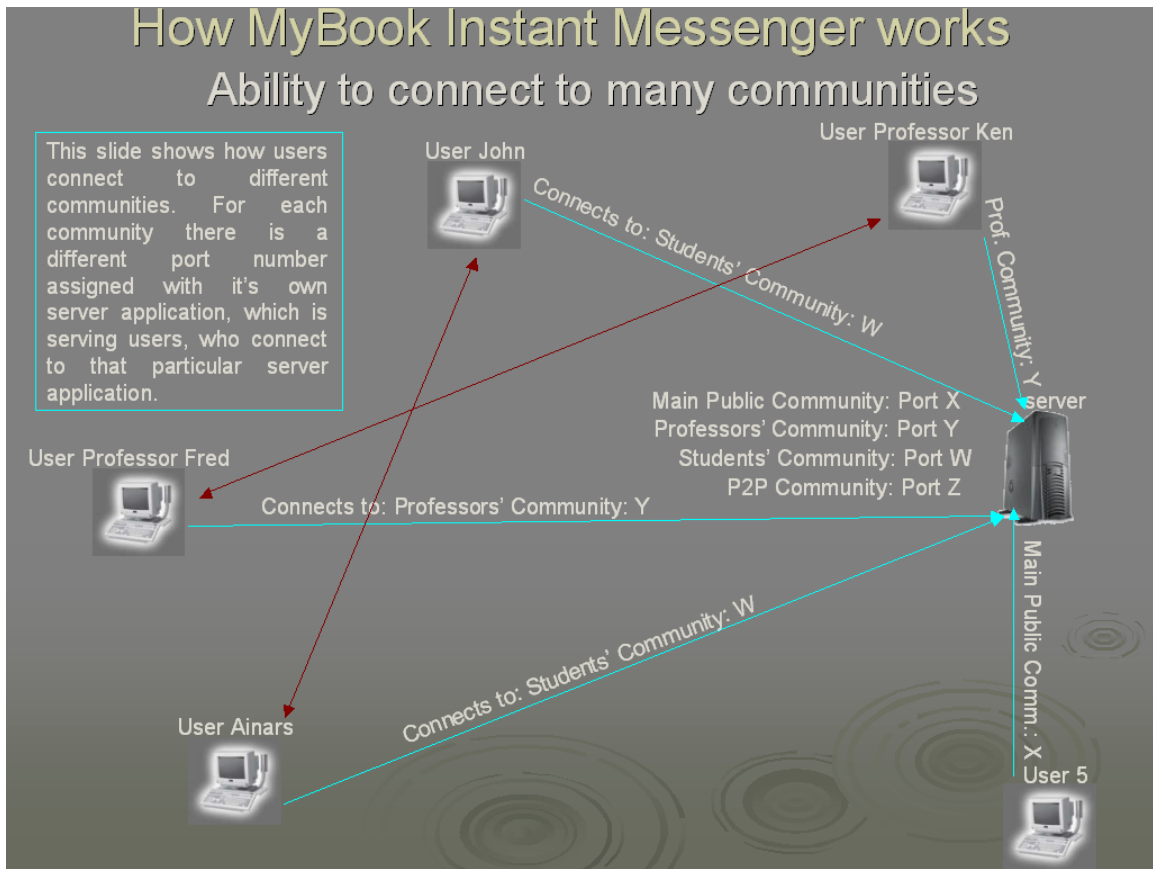 How MyBook Instant Messenger works
Ability to connect to many communities
This slide shows how users
connect to different
communities. For each
community there is a
different port number
assigned with it's own
server application, which is
serving users, who connect
to that particular server
application.
User John
User Professor Ken
Connects to: Students' Community: W
Prof. Community: Y
server
Main Public Community: Port X
Professors' Community: Port Y
Students' Community: Port W
P2P Community: Port Z
User Professor Fred
Connects to: Professors' Community: Y
Connects to: Students' Community: W
Main Public Comm.: X
User Ainars
User 5